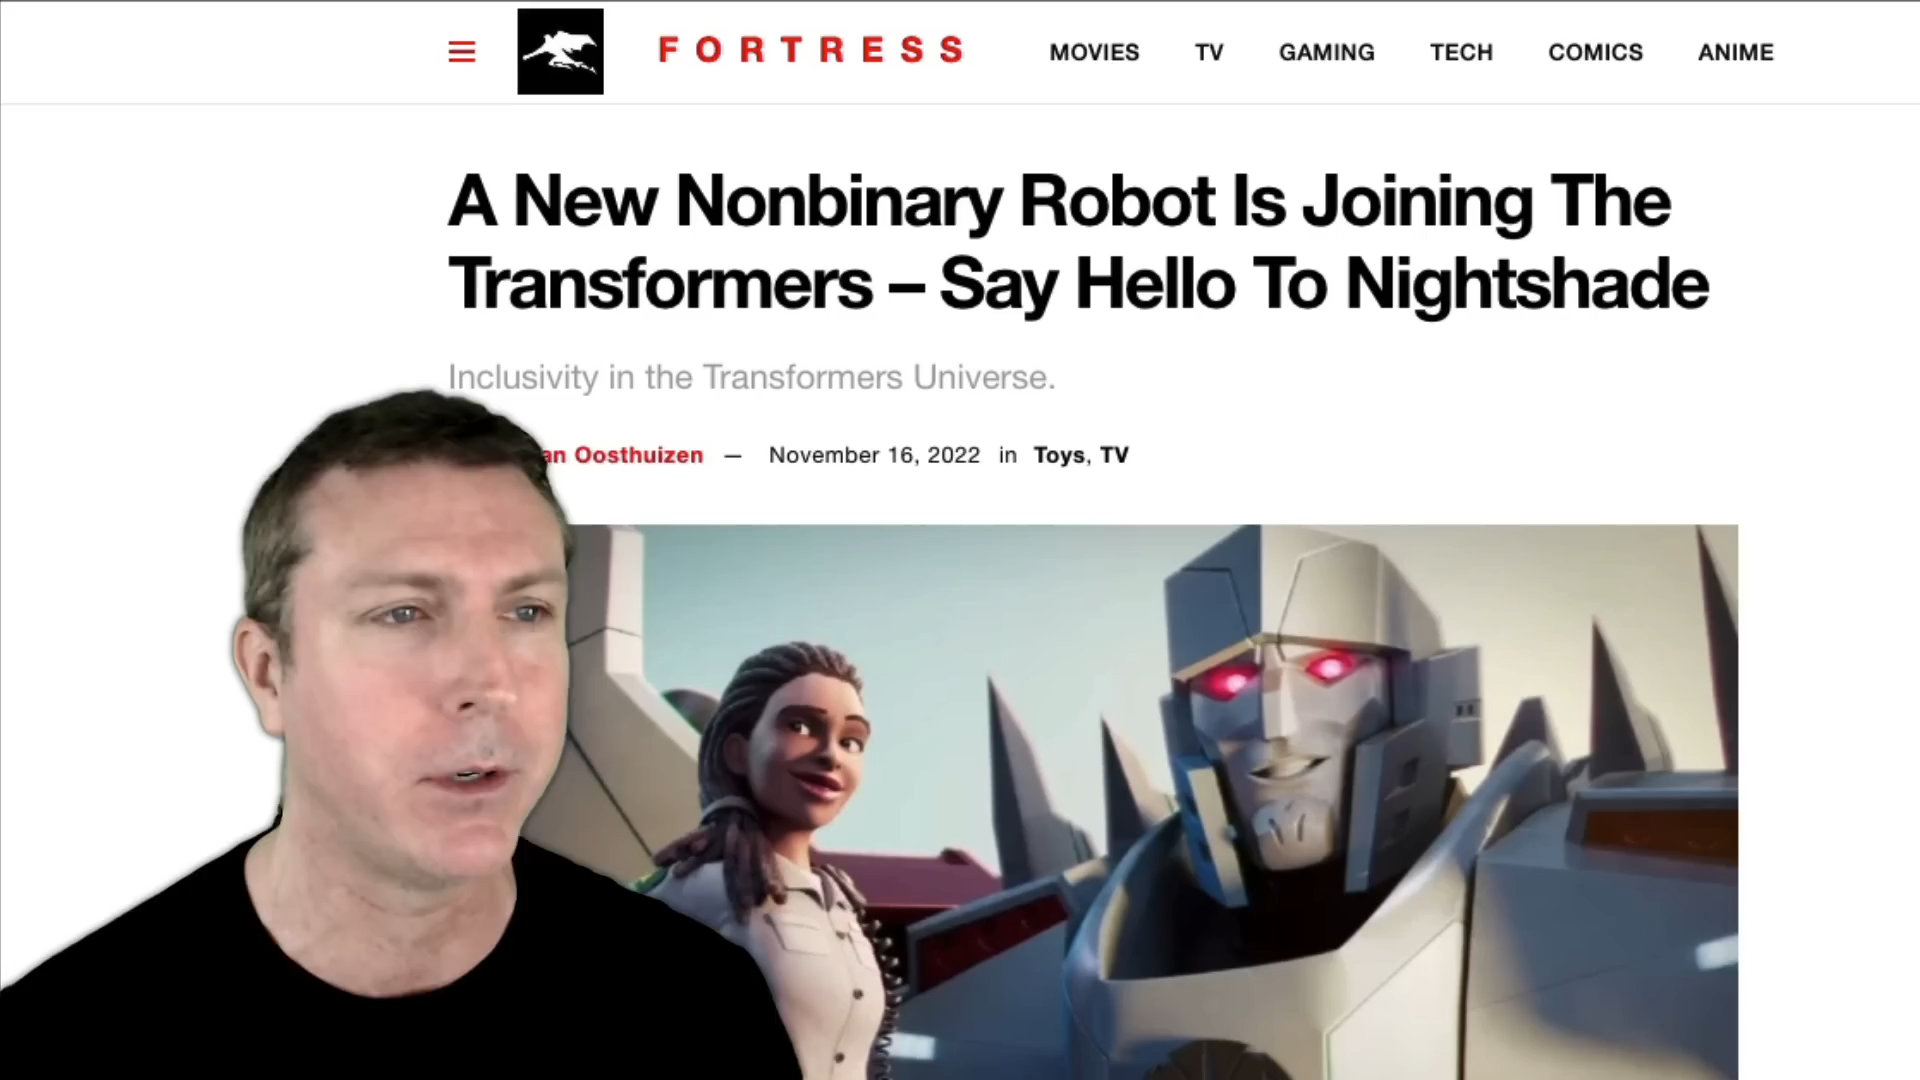 FORTRESS MOVIES TV GAMING TECH COMICS ANIME
A New Nonbinary Robot Is Joining The
Transformers – Say Hello To Nightshade
Inclusivity in the Transformers Universe.
an Oosthuizen — November 16, 2022 in Toys, TV